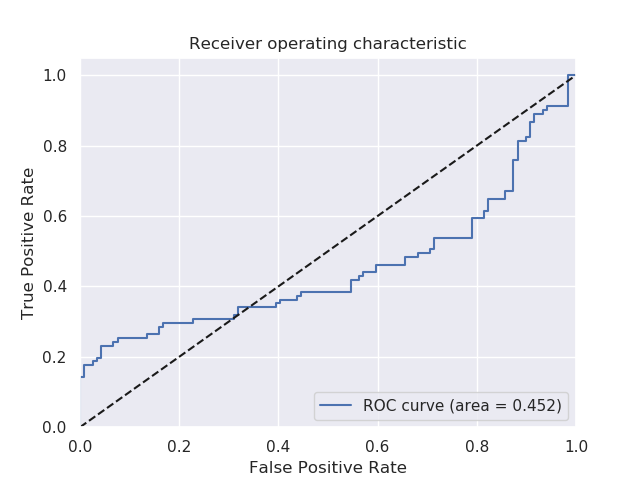 Receiver operating characteristic
True Positive Rate
1.0
0.8
0.6
0.4
0.2
0.0
ROC curve (area = 0.452)
0.0 0.2 0.4 0.6 0.8 1.0
False Positive Rate